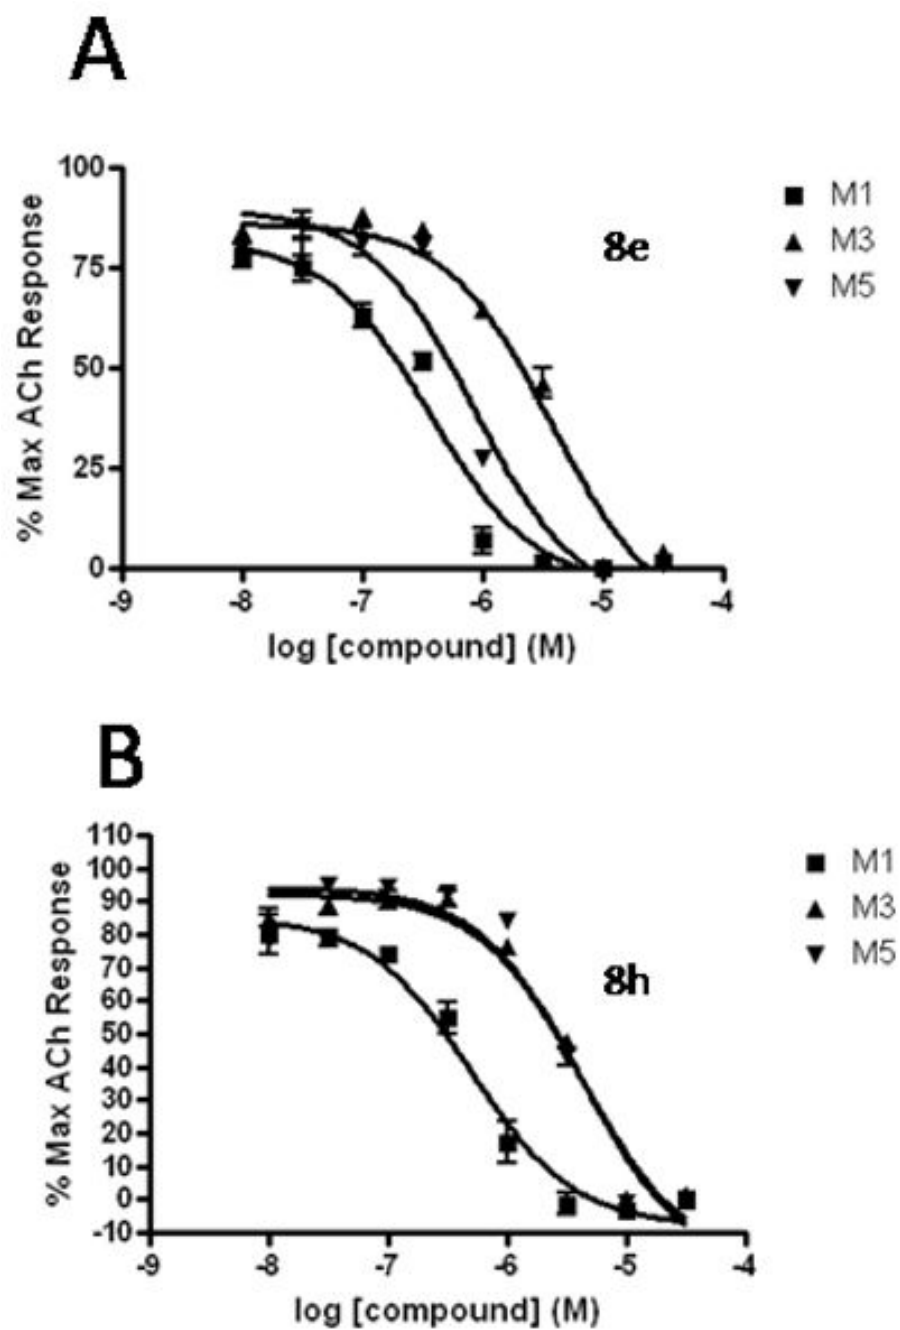 A
100
75
50
25
0
-9 -8 -7 -6 -5 -4
% Max ACh Response
log [compound] (M)
8e
M1
M3
M5
B
110
100
90
80
70
60
50
40
30
20
10
0
-10
-9 -8 -7 -6 -5 -4
% Max ACh Response
log [compound] (M)
8h
M1
M3
M5